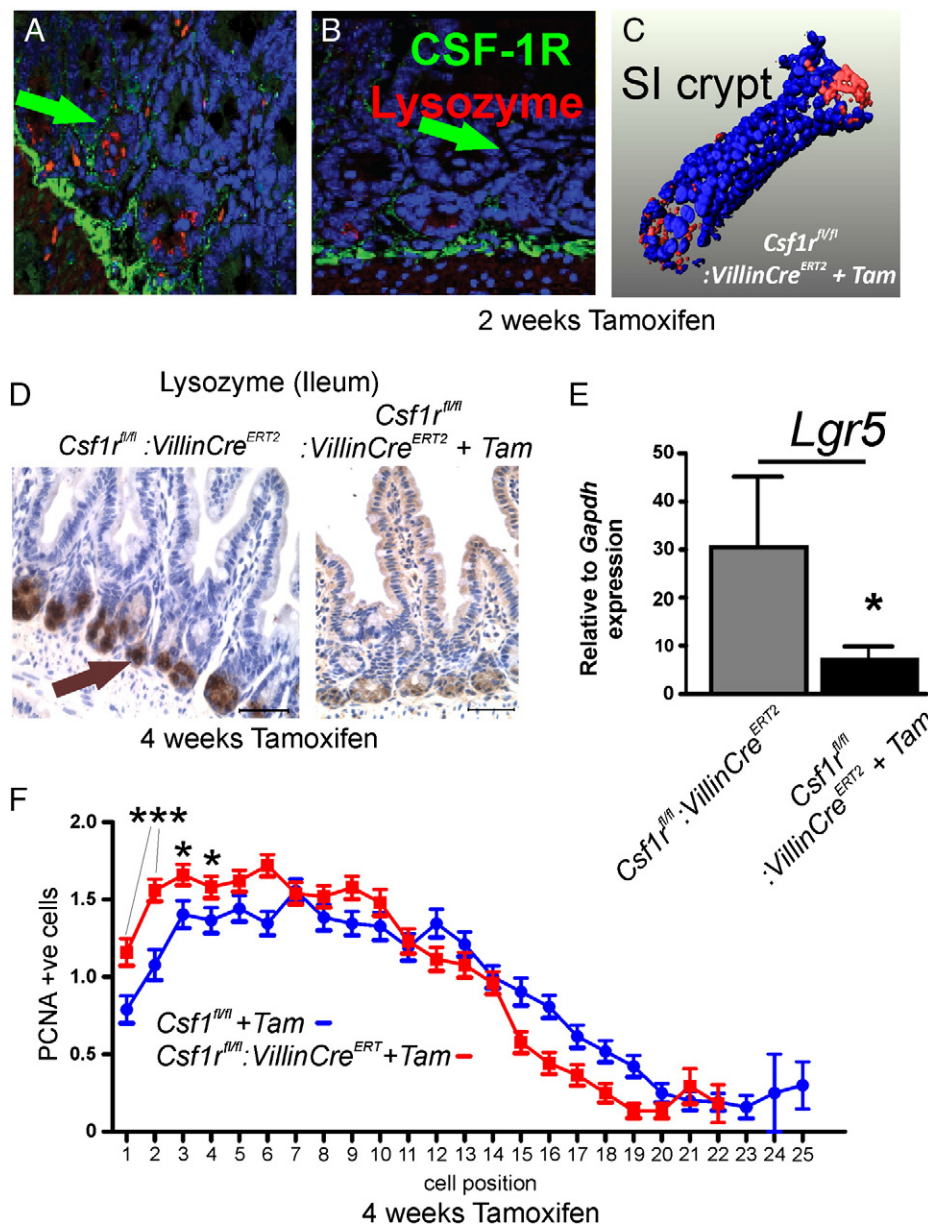 A
B
CSF-1R
Lysozyme
C
SI crypt
Csf1r^fl/fl
:VillinCre^ERT2 + Tam
2 weeks Tamoxifen
D
Lysozyme (Ileum)
Csf1r^fl/fl :VillinCre^ERT2
Csf1r^fl/fl
:VillinCre^ERT2 + Tam
4 weeks Tamoxifen
E
Lgr5
Relative to Gapdh
expression
50
40
30
20
10
0
*
Csf1r^fl/fl:VillinCre^ERT2
Csf1r^fl/fl
:VillinCre^ERT2 + Tam
F
***
* *
PCNA +ve cells
2.0
1.5
1.0
0.5
0
Csf1^fl/fl +Tam
Csf1r^fl/fl:VillinCre^ERT +Tam
1 2 3 4 5 6 7 8 9 10 11 12 13 14 15 16 17 18 19 20 21 22 23 24 25
cell position
4 weeks Tamoxifen